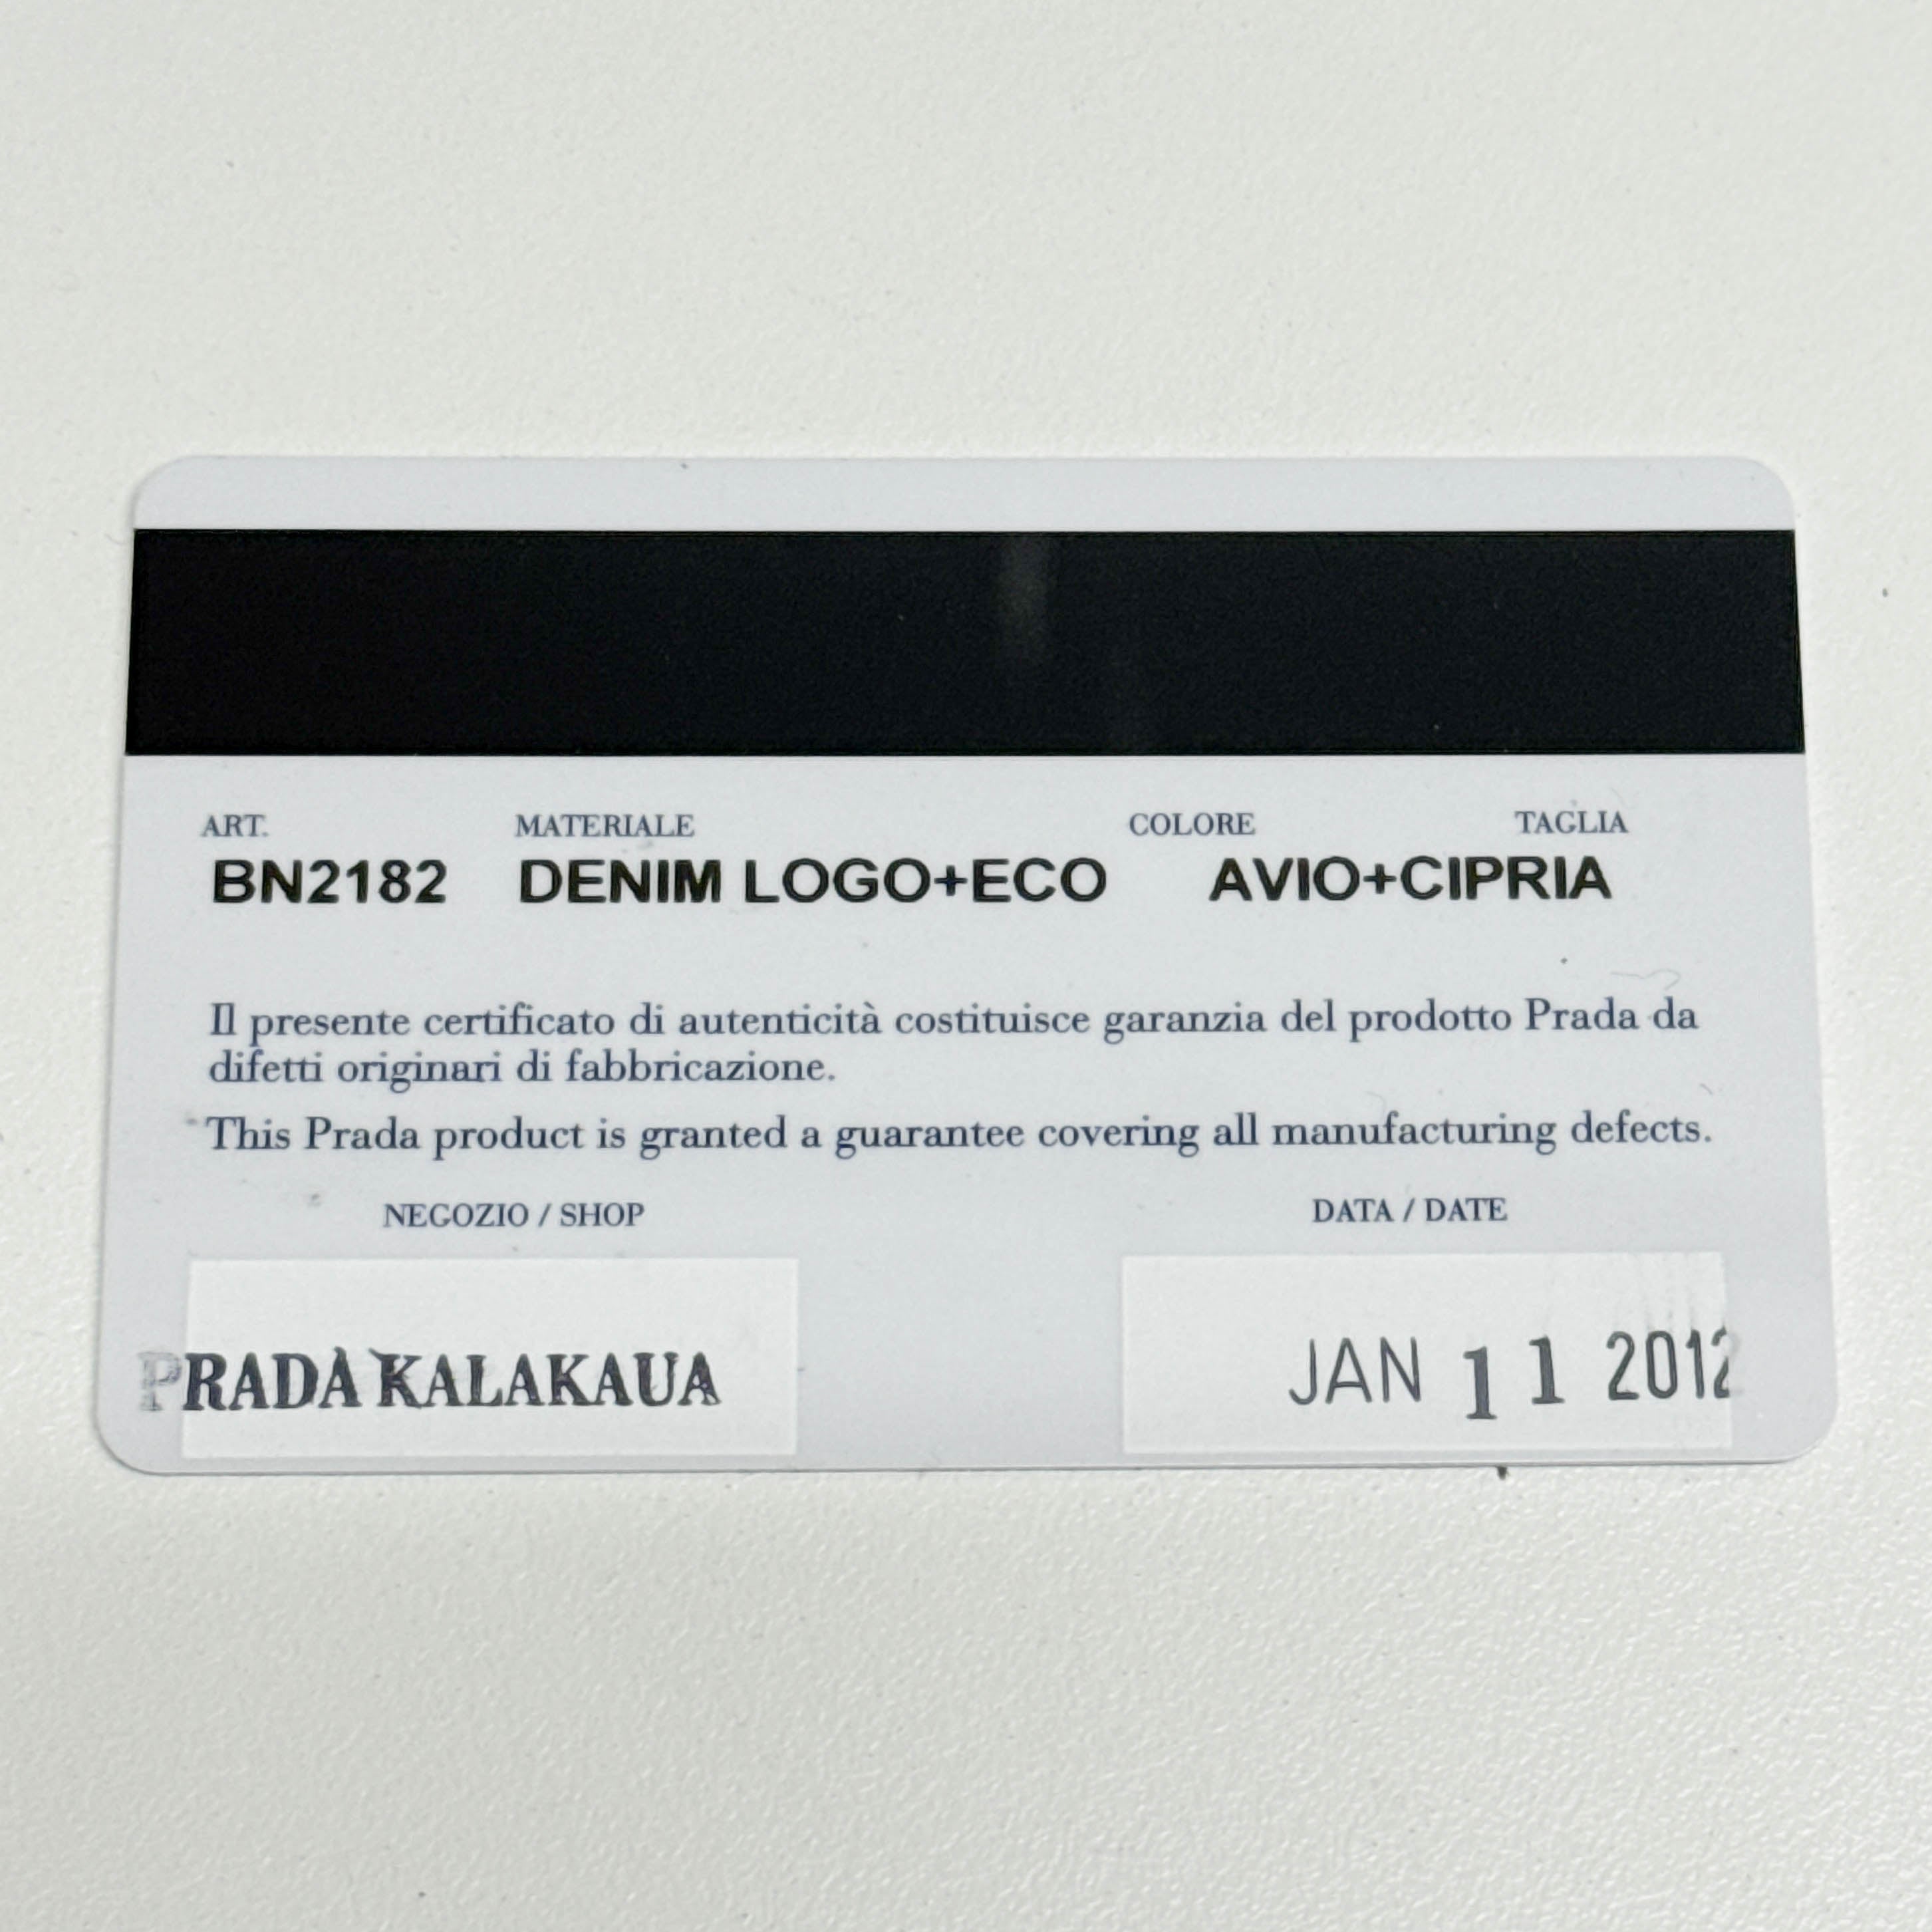 ART. MATERIALE COLORE TAGLIA
BN2182 DENIM LOGO+ECO AVIO+CIPRIA
Il presente certificato di autenticità costituisce garanzia del prodotto Prada da
difetti originari di fabbricazione.
This Prada product is granted a guarantee covering all manufacturing defects.
NEGOZIO / SHOP DATA / DATE
PRADA KALAKAUA JAN 11 2012